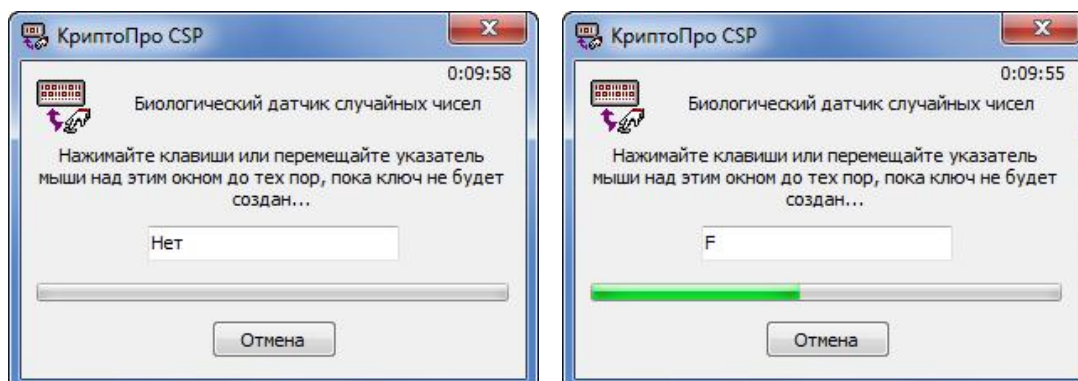 КриптоПро CSP
0:09:58
Биологический датчик случайных чисел
Нажимайте клавиши или перемещайте указатель
мыши над этим окном до тех пор, пока ключ не будет
создан...
Нет
Отмена
КриптоПро CSP
0:09:55
Биологический датчик случайных чисел
Нажимайте клавиши или перемещайте указатель
мыши над этим окном до тех пор, пока ключ не будет
создан...
F
Отмена